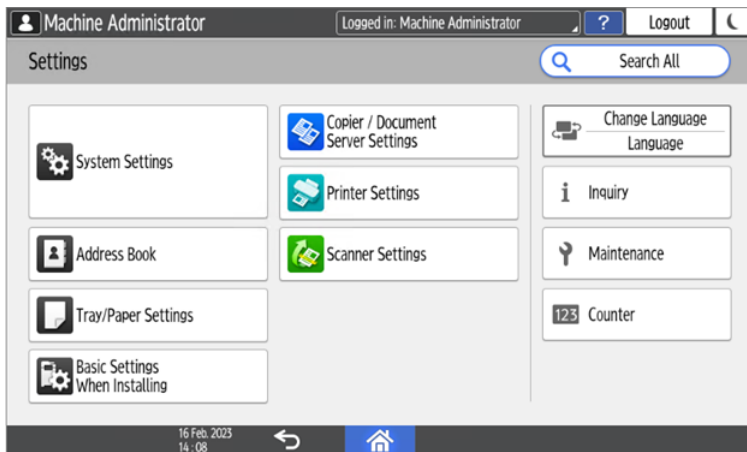 Machine Administrator
Logged in: Machine Administrator
?
Logout
Settings
Search All
System Settings
Address Book
Tray/Paper Settings
Basic Settings
When Installing
Copier / Document
Server Settings
Printer Settings
Scanner Settings
Change Language
Language
i Inquiry
Maintenance
123 Counter
16 Feb. 2023
14 : 08